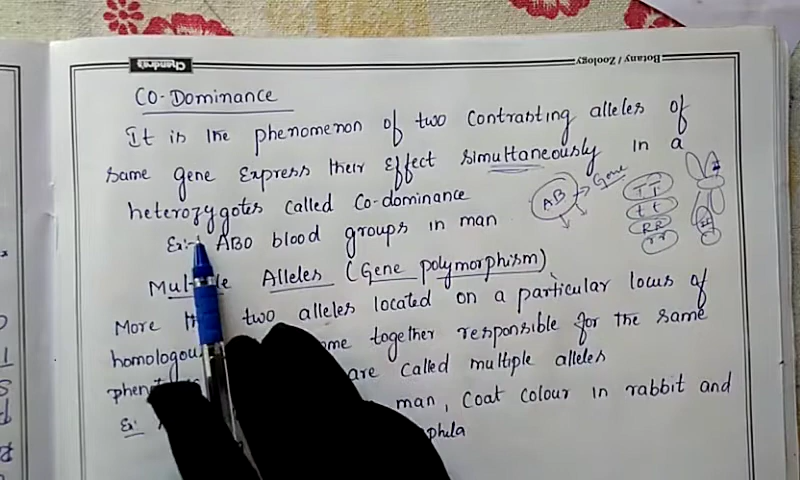 Chandra's
Botany / Zoology
CO-Dominance
It is the phenomenon of two contrasting alleles of
same gene Express their Effect simultaneously in a
heterozygotes called Co-dominance
Ex:- ABO blood groups in man
AB Gene
TT
tt
RR
rr
Alleles (Gene polymorphism)
More two alleles located on a particular locus of
homologous together responsible for the same
are called multiple alleles
Ex: man, Coat colour in rabbit and